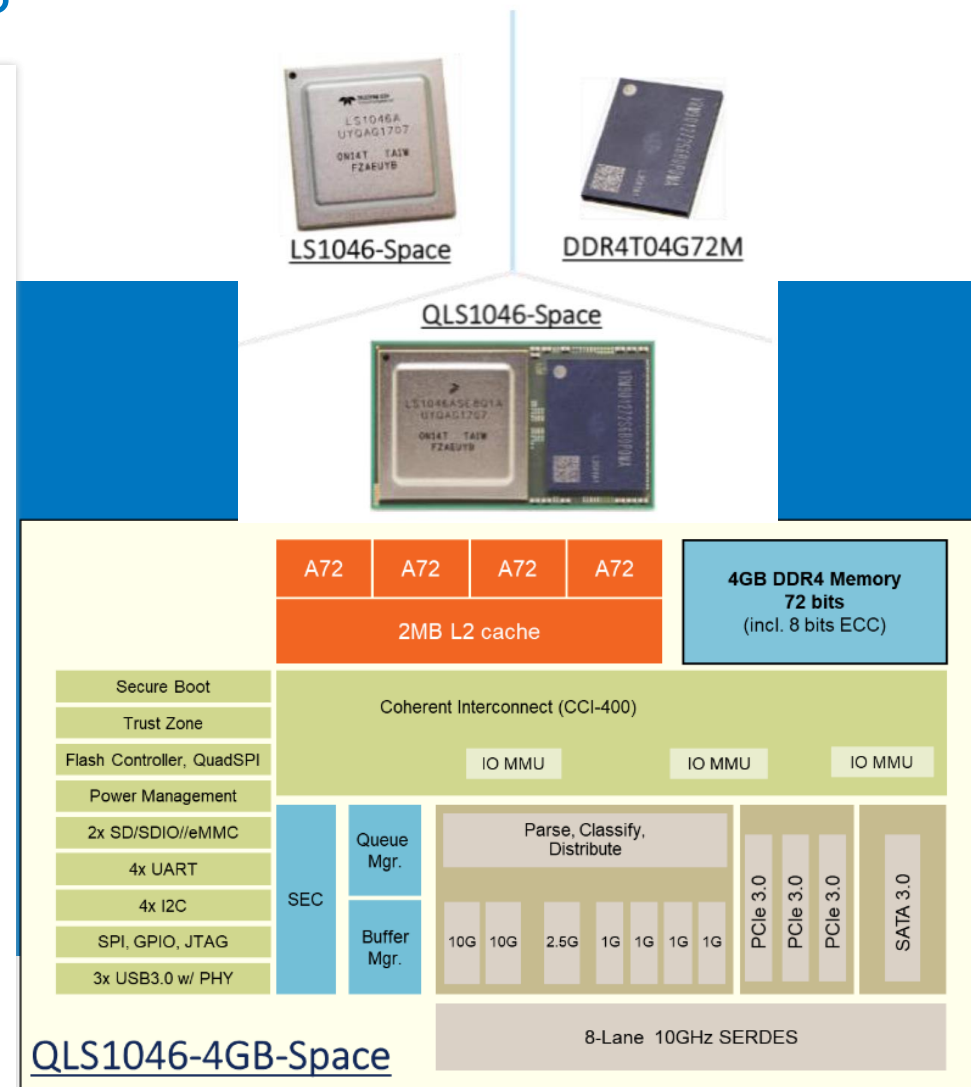 TELEDYNE e2v
LS1046A
UYQAG1707
ON14T TAIW
FZAEUYB
LS1046-Space
DDR4T04G72M
QLS1046-Space
UYQAG1707
ON14T TAIW
FZAEUYB
A72
A72
A72
A72
2MB L2 cache
4GB DDR4 Memory
72 bits
(incl. 8 bits ECC)
Secure Boot
Trust Zone
Flash Controller, QuadSPI
Power Management
2x SD/SDIO//eMMC
4x UART
4x I2C
SPI, GPIO, JTAG
3x USB3.0 w/ PHY
Coherent Interconnect (CCI-400)
IO MMU
IO MMU
IO MMU
SEC
Queue
Mgr.
Buffer
Mgr.
Parse, Classify,
Distribute
10G
10G
2.5G
1G
1G
1G
1G
PCIe 3.0
PCIe 3.0
PCIe 3.0
SATA 3.0
8-Lane 10GHz SERDES
QLS1046-4GB-Space